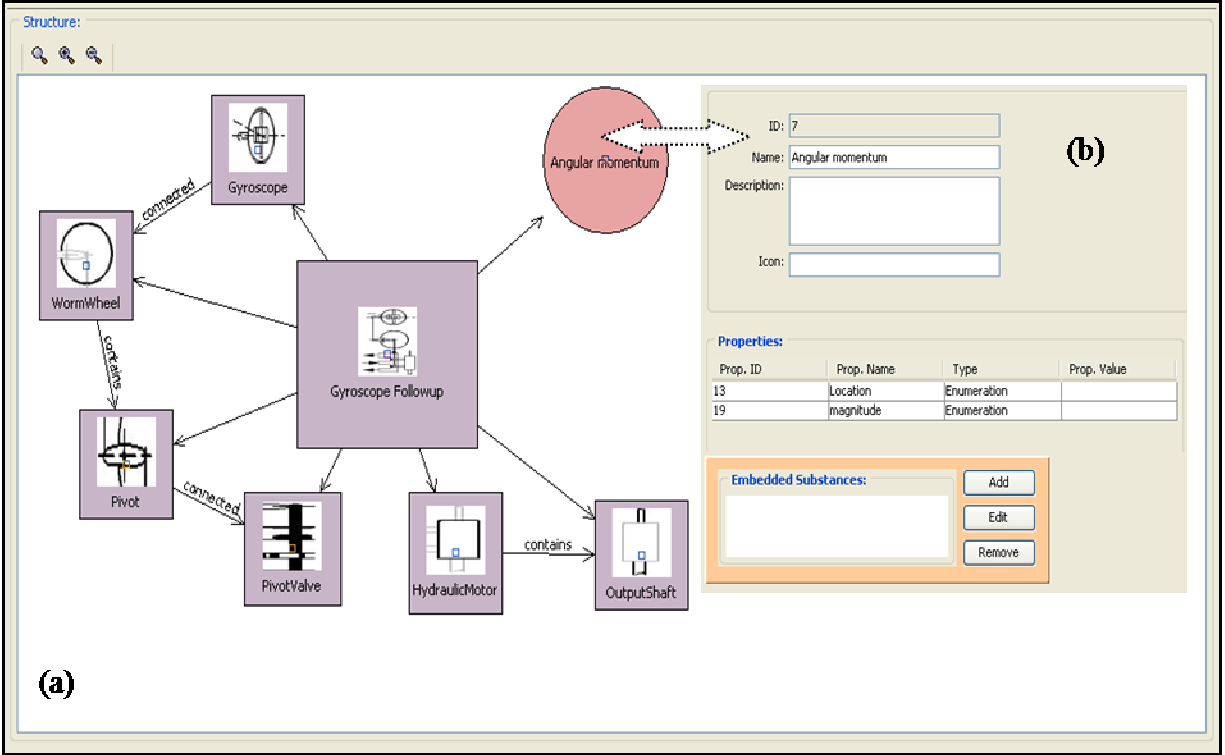 Structure:
Gyroscope
connected
WormWheel
contains
Pivot
connected
PivotValve
Gyroscope Followup
HydraulicMotor
contains
OutputShaft
Angular momentum
(a)
(b)
ID: 7
Name: Angular momentum
Description:
Icon:
Properties:
Prop. ID Prop. Name Type Prop. Value
13 Location Enumeration
19 magnitude Enumeration
Embedded Substances:
Add
Edit
Remove